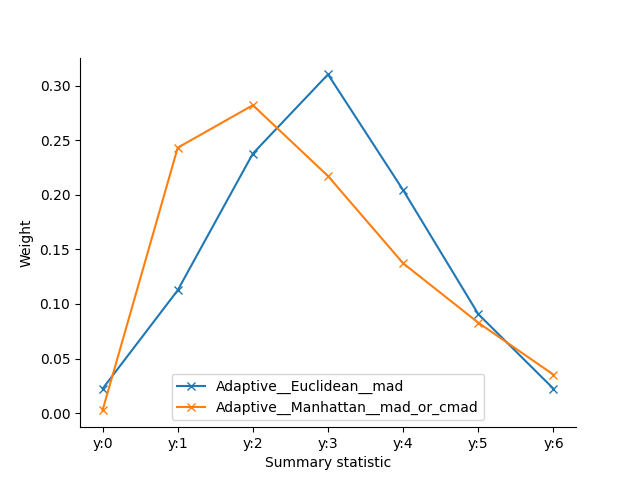 0.30
0.25
0.20
0.15
0.10
0.05
0.00
Weight
Adaptive__Euclidean__mad
Adaptive__Manhattan__mad_or_cmad
y:0 y:1 y:2 y:3 y:4 y:5 y:6
Summary statistic